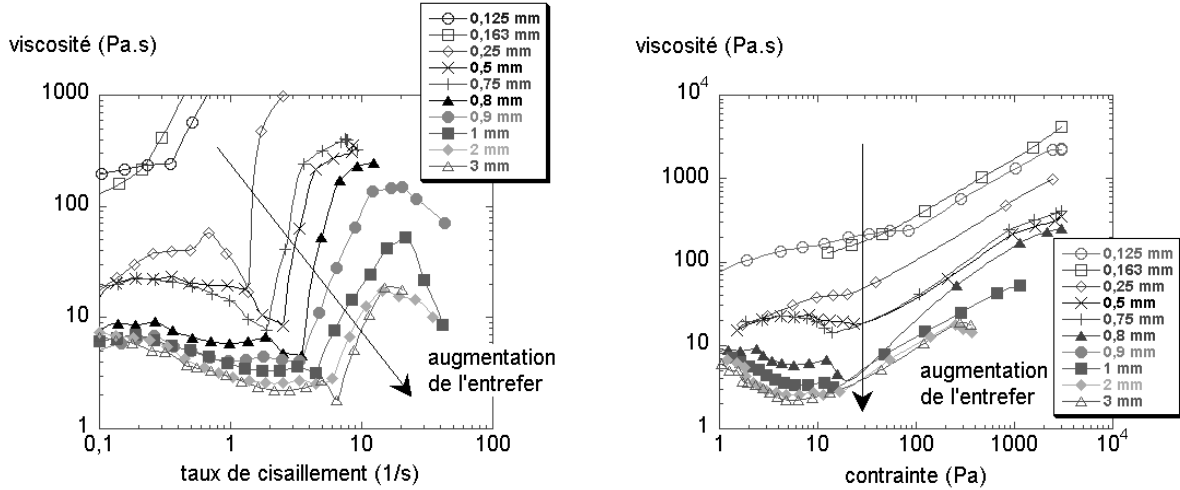 viscosité (Pa.s)
0,125 mm
0,163 mm
0,25 mm
0,5 mm
0,75 mm
0,8 mm
0,9 mm
1 mm
2 mm
3 mm
1000
100
10
1
0,1
1
10
100
augmentation
de l'entrefer
taux de cisaillement (1/s)
viscosité (Pa.s)
10⁴
1000
100
10
1
1
10
100
1000
10⁴
0,125 mm
0,163 mm
0,25 mm
0,5 mm
0,75 mm
0,8 mm
0,9 mm
1 mm
2 mm
3 mm
augmentation
de l'entrefer
contrainte (Pa)